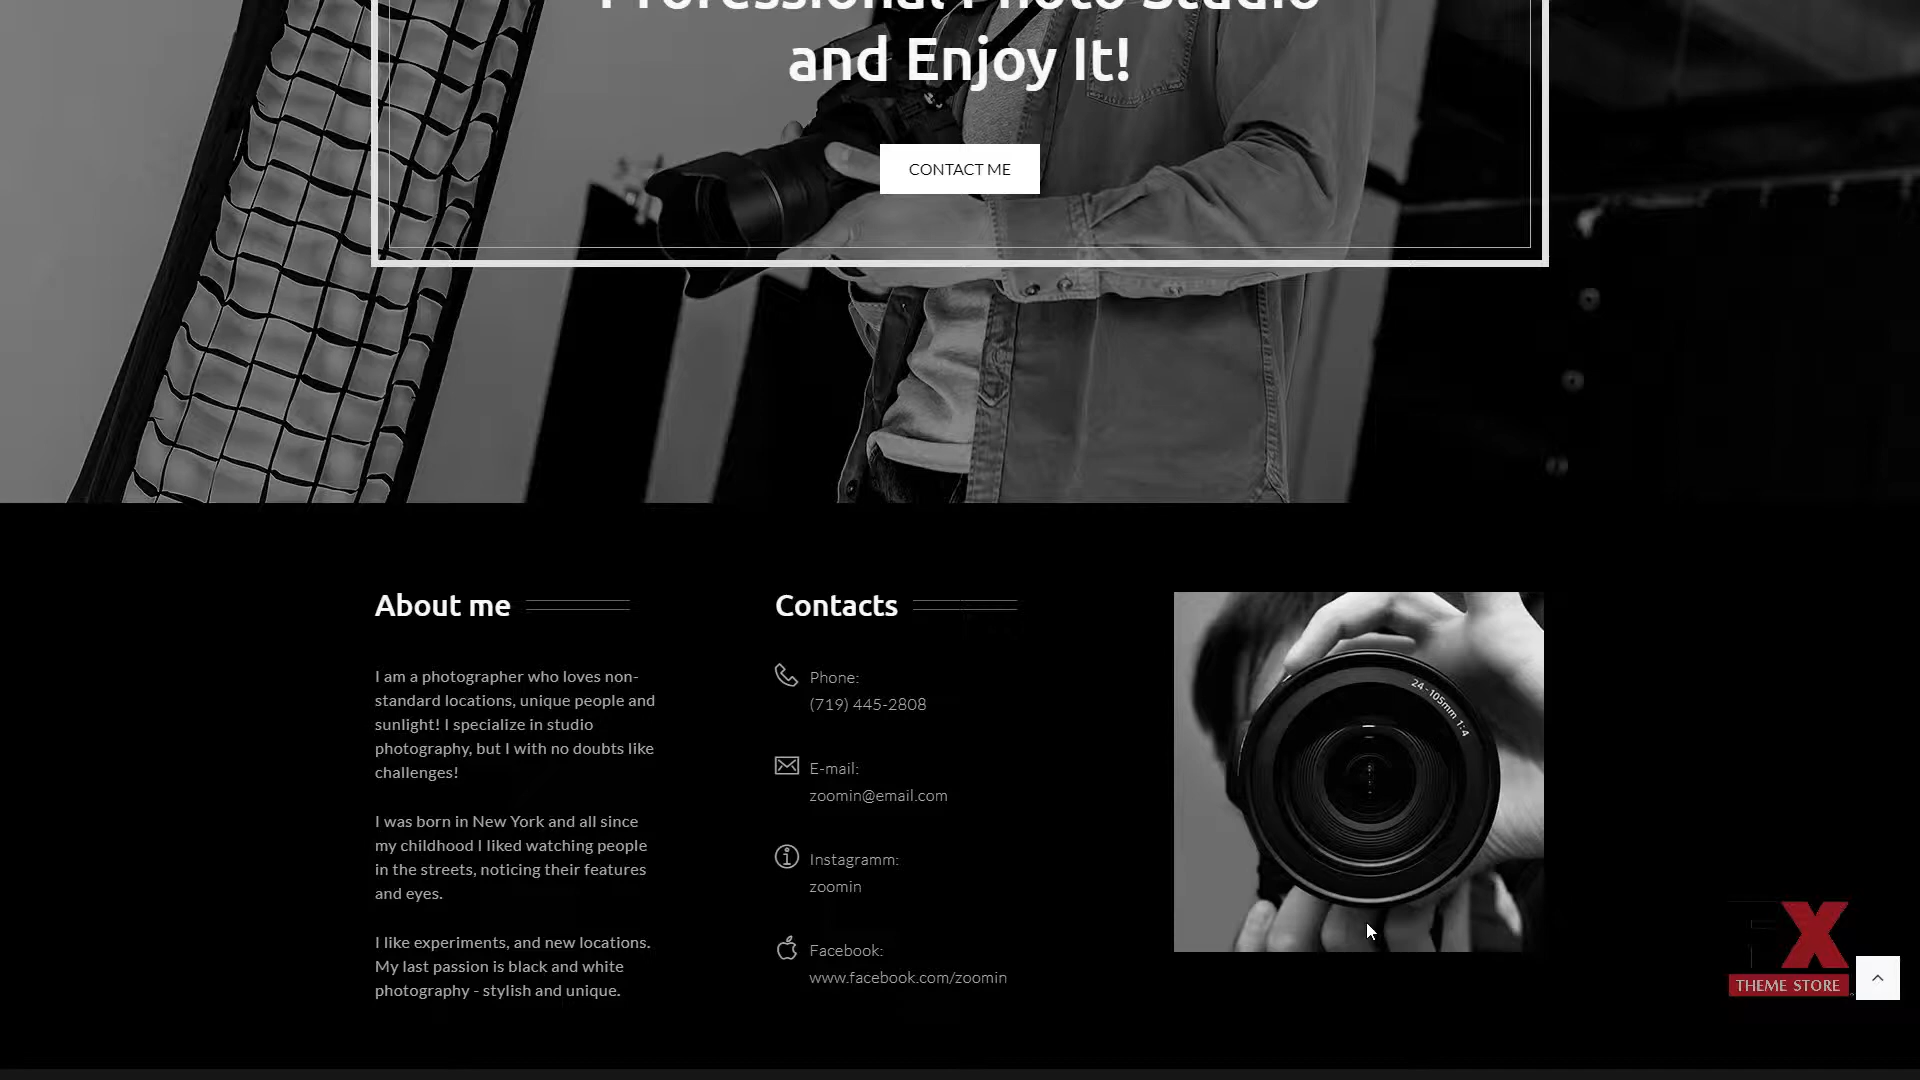 Professional Photo Studio
and Enjoy It!
CONTACT ME
About me
I am a photographer who loves non-
standard locations, unique people and
sunlight! I specialize in studio
photography, but I with no doubts like
challenges!
I was born in New York and all since
my childhood I liked watching people
in the streets, noticing their features
and eyes.
I like experiments, and new locations.
My last passion is black and white
photography - stylish and unique.
Contacts
Phone:
(719) 445-2808
E-mail:
zoomin@email.com
Instagramm:
zoomin
Facebook:
www.facebook.com/zoomin
24-105mm 1:4
FX
THEME STORE